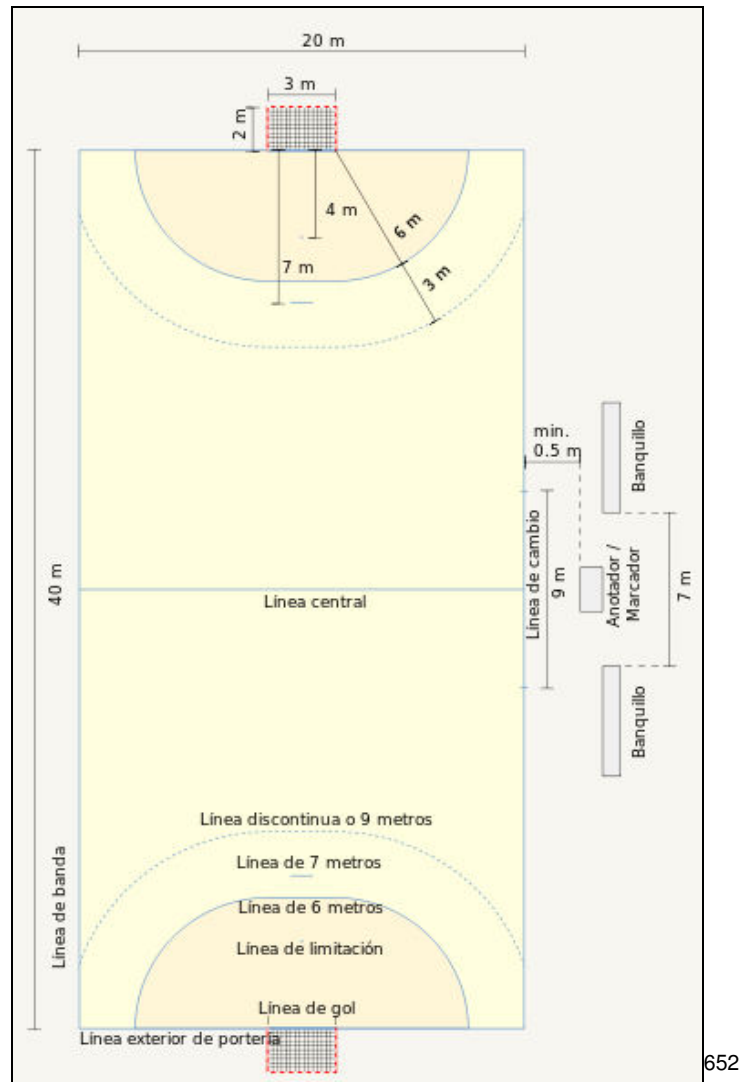 20 m
3 m
2 m
4 m
6 m
7 m
3 m
min.
0.5 m
Banquillo
Línea de cambio
9 m
Anotador /
Marcador
7 m
40 m
Línea central
Banquillo
Línea discontinua o 9 metros
Línea de 7 metros
Línea de banda
Línea de 6 metros
Línea de limitación
Línea de gol
Línea exterior de portería
652